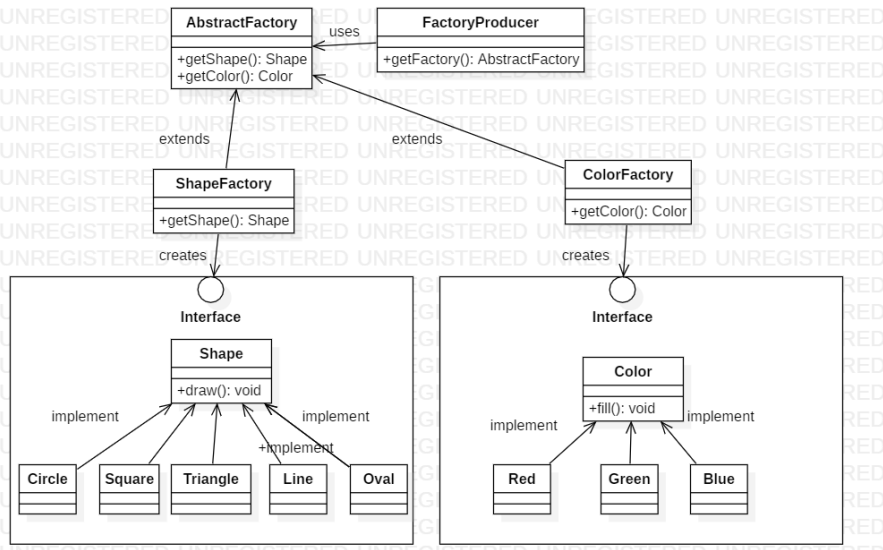 AbstractFactory
+getShape(): Shape
+getColor(): Color
uses
FactoryProducer
+getFactory(): AbstractFactory
extends
extends
ShapeFactory
+getShape(): Shape
ColorFactory
+getColor(): Color
creates
creates
Interface
Shape
+draw(): void
implement
implement
+implement
Circle
Square
Triangle
Line
Oval
Interface
Color
+fill(): void
implement
implement
Red
Green
Blue
UNREGISTERED